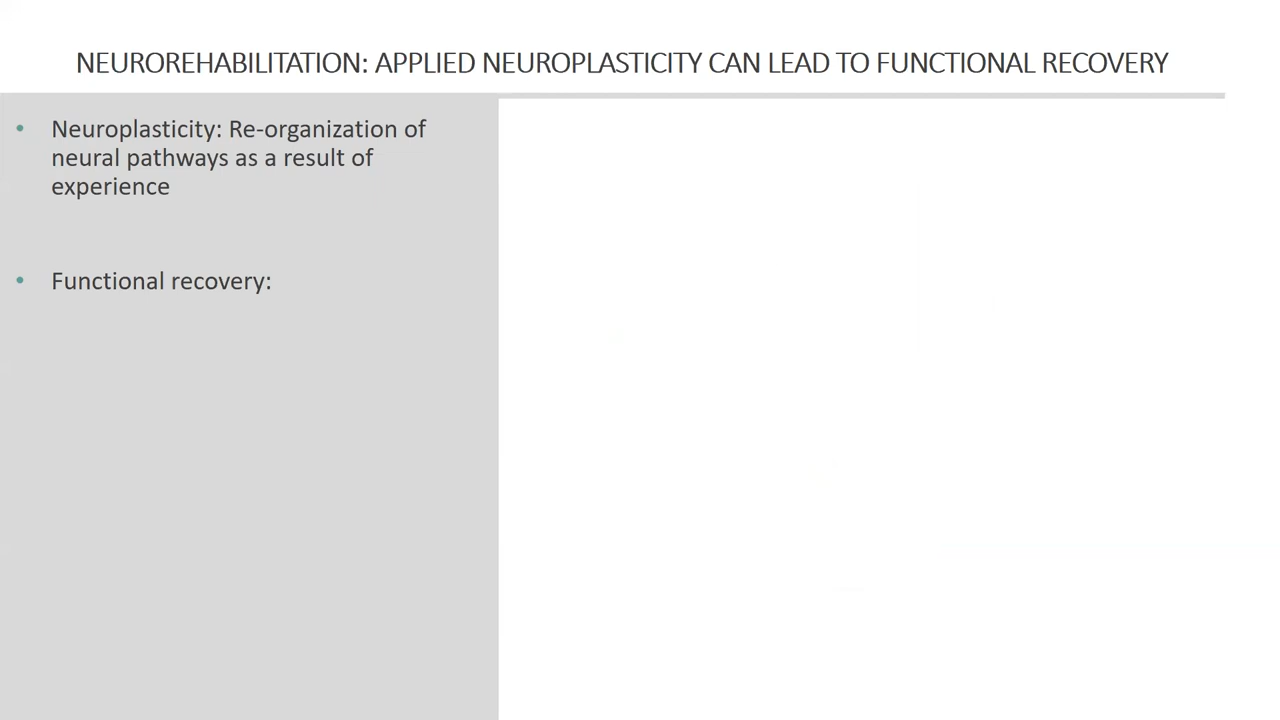 NEUROREHABILITATION: APPLIED NEUROPLASTICITY CAN LEAD TO FUNCTIONAL RECOVERY
• Neuroplasticity: Re-organization of
neural pathways as a result of
experience
• Functional recovery: